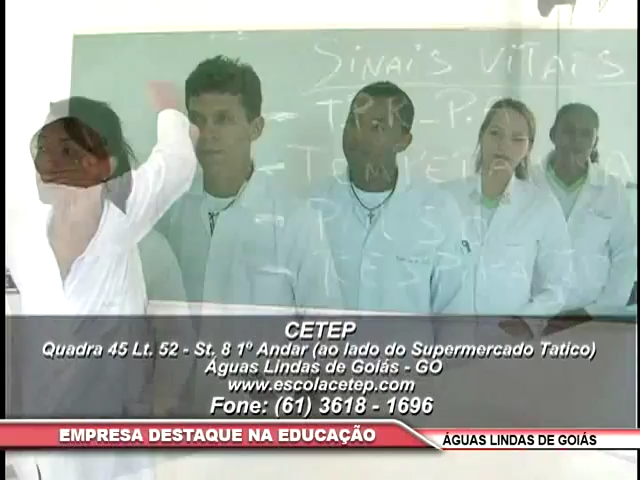 SINAIS VITAIS
- TPR - P.A
CETEP
Quadra 45 Lt. 52 - St, 8 1º Andar (ao lado do Supermercado Tatico)
Águas Lindas de Goiás - GO
www.escolacetep.com
Fone: (61) 3618 - 1696
EMPRESA DESTAQUE NA EDUCAÇÃO
ÁGUAS LINDAS DE GOIÁS